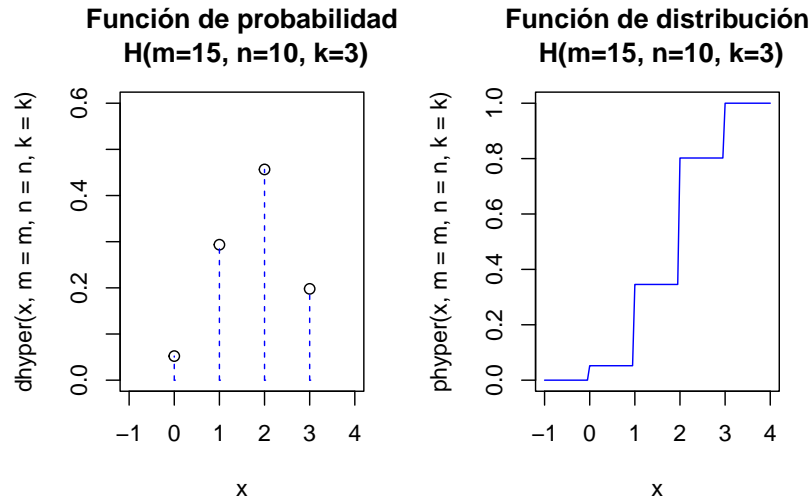 Función de probabilidad
H(m=15, n=10, k=3)
dhyper(x, m = m, n = n, k = k)
0.6
0.4
0.2
0.0
−1 0 1 2 3 4
x
Función de distribución
H(m=15, n=10, k=3)
phyper(x, m = m, n = n, k = k)
1.0
0.8
0.6
0.4
0.2
0.0
−1 0 1 2 3 4
x